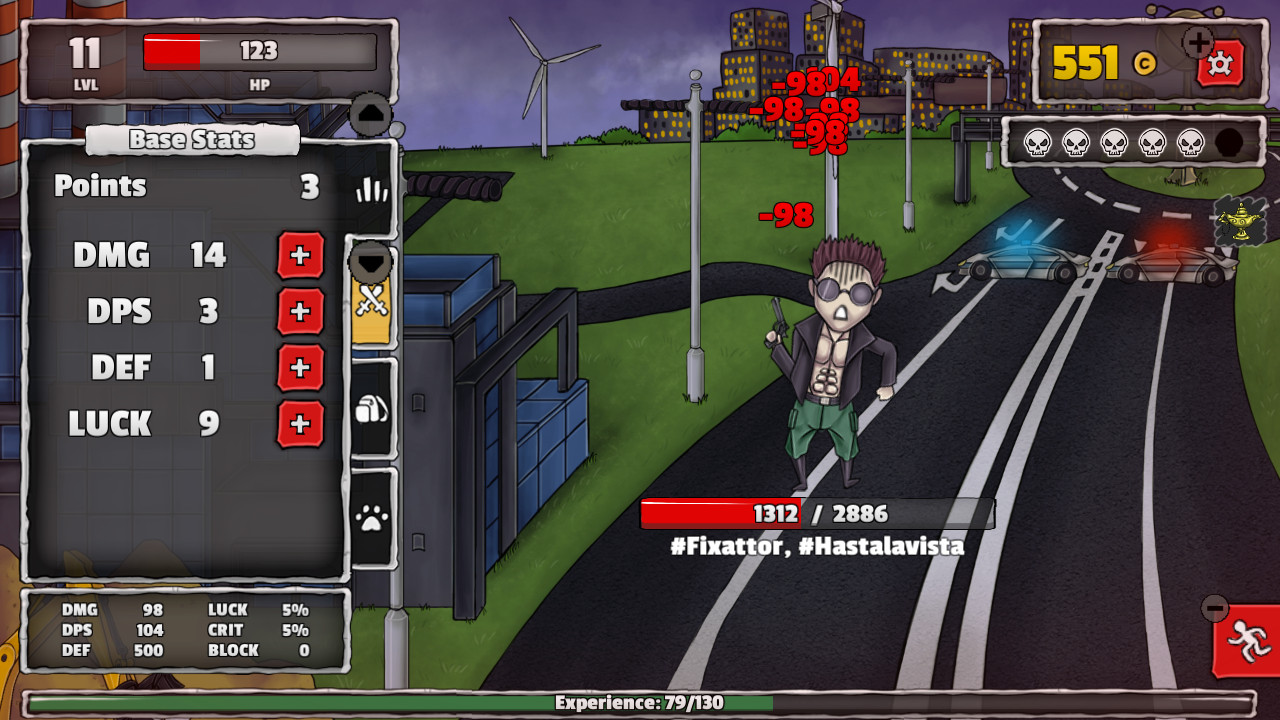 11
LVL
123
HP
551 C
Base Stats
Points 3
DMG 14 +
DPS 3 +
DEF 1 +
LUCK 9 +
DMG 98 LUCK 5%
DPS 104 CRIT 5%
DEF 500 BLOCK 0
-98
-98 -98
-98
-98
-98
1312 / 2886
#Fixattor, #Hastalavista
Experience: 79/130